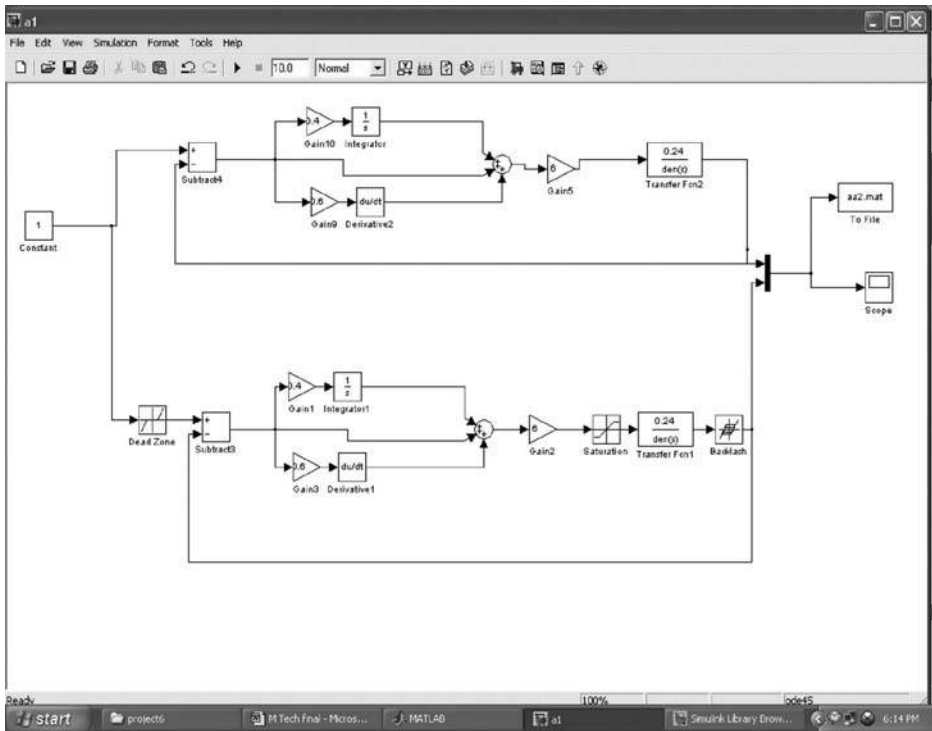 a1
File Edit View Simulation Format Tools Help
10.0 Normal
0.4
Gain10
1
s
Integrator
+
−
Subtract4
0.6
Gain9
du/dt
Derivative2
6
Gain5
0.24
den(s)
Transfer Fcn2
aa2.mat
To File
1
Constant
Scope
0.4
Gain1
1
s
Integrator1
Dead Zone
+
−
Subtract3
0.6
Gain3
du/dt
Derivative1
6
Gain2
Saturation
0.24
den(s)
Transfer Fcn1
Backlash
Ready 100% ode45
start project6 M Tech final - Micros... MATLAB a1 Simulink Library Brow... 6:14 PM